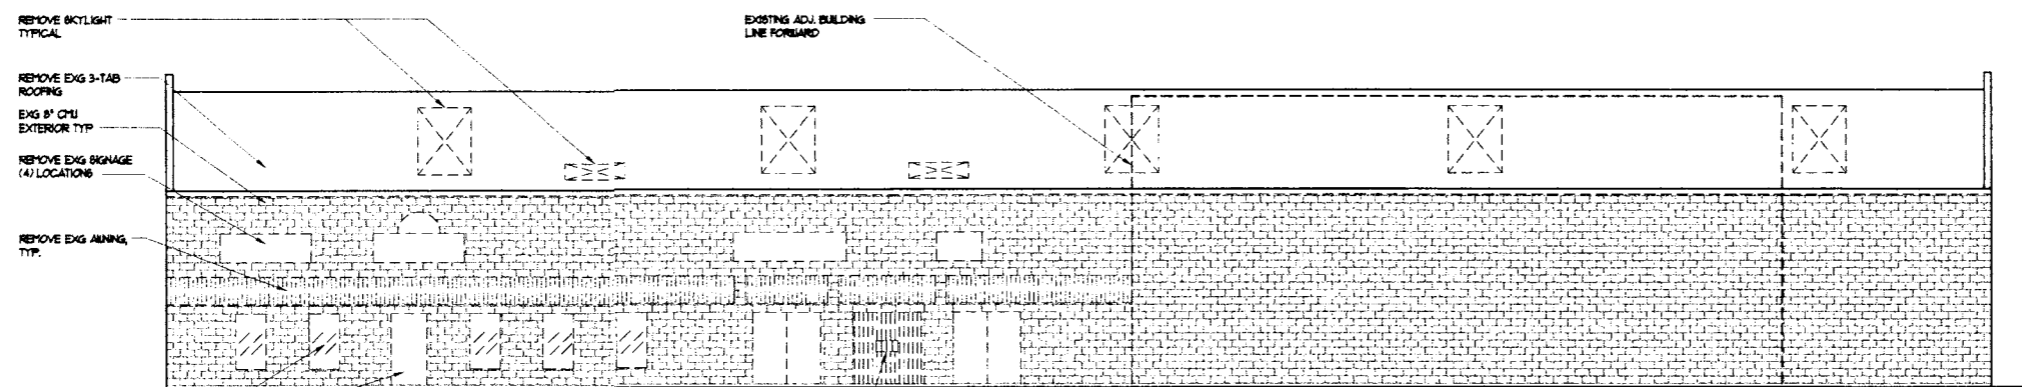 REMOVE SKYLIGHT
TYPICAL
EXISTING ADJ. BUILDING
LINE FORWARD
REMOVE EXG 3-TAB
ROOFING
EXG 8" CMU
EXTERIOR TYP
REMOVE EXG SIGNAGE
(4) LOCATIONS
REMOVE EXG AWNING,
TYP.